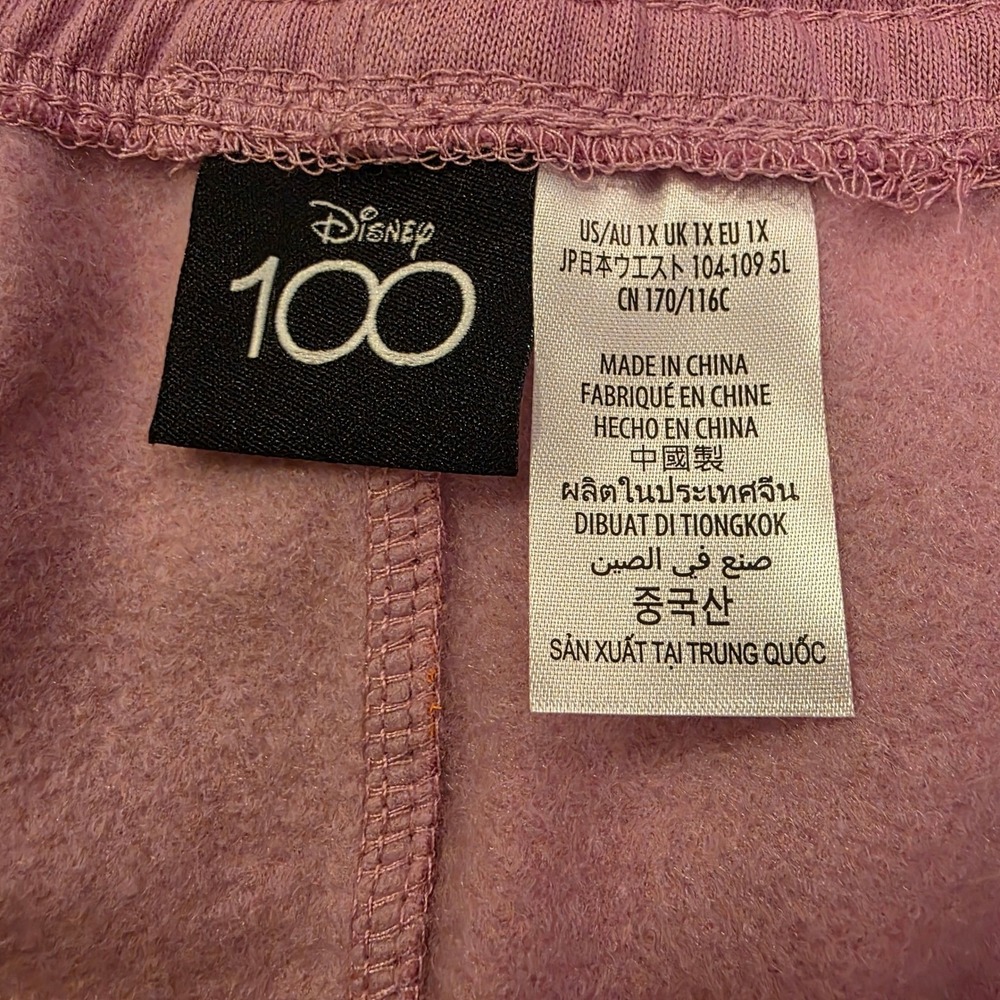 Disney
100
US/AU 1X UK 1X EU 1X
JP日本ウエスト 104-109 5L
CN 170/116C
MADE IN CHINA
FABRIQUÉ EN CHINE
HECHO EN CHINA
中國製
ผลิตในประเทศจีน
DIBUAT DI TIONGKOK
صنع في الصين
중국산
SẢN XUẤT TẠI TRUNG QUỐC